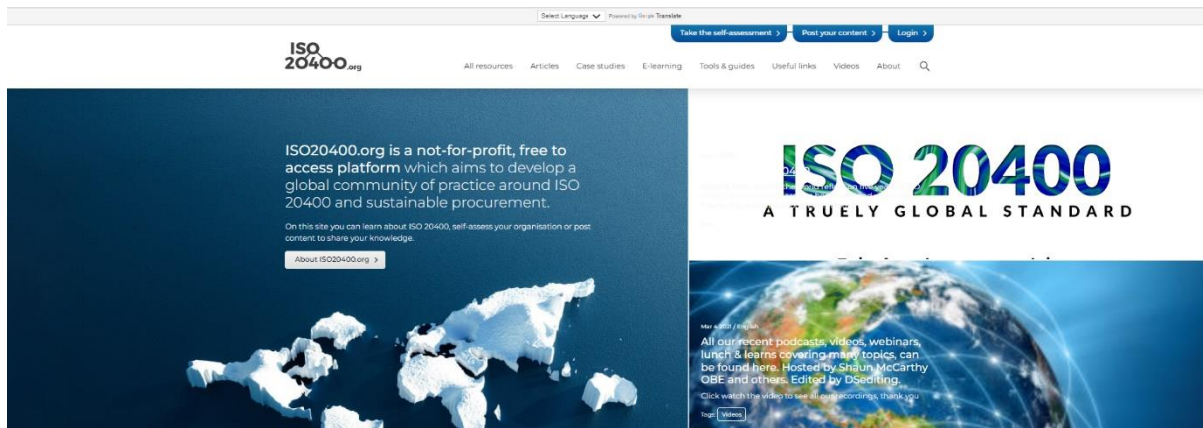 Select Language
Powered by Google Translate
Take the self-assessment >
Post your content >
Login >
ISO
20400.org
All resources
Articles
Case studies
E-learning
Tools & guides
Useful links
Videos
About
ISO20400.org is a not-for-profit, free to
access platform which aims to develop a
global community of practice around ISO
20400 and sustainable procurement.
On this site you can learn about ISO 20400, self-assess your organisation or post
content to share your knowledge.
About ISO20400.org >
ISO 20400
A TRUELY GLOBAL STANDARD
Mar 4 2021 / English
All our recent podcasts, videos, webinars,
lunch & learns covering many topics, can
be found here. Hosted by Shaun McCarthy
OBE and others. Edited by DSediting.
Click watch the video to see all our recordings, thank you
Tags: Videos